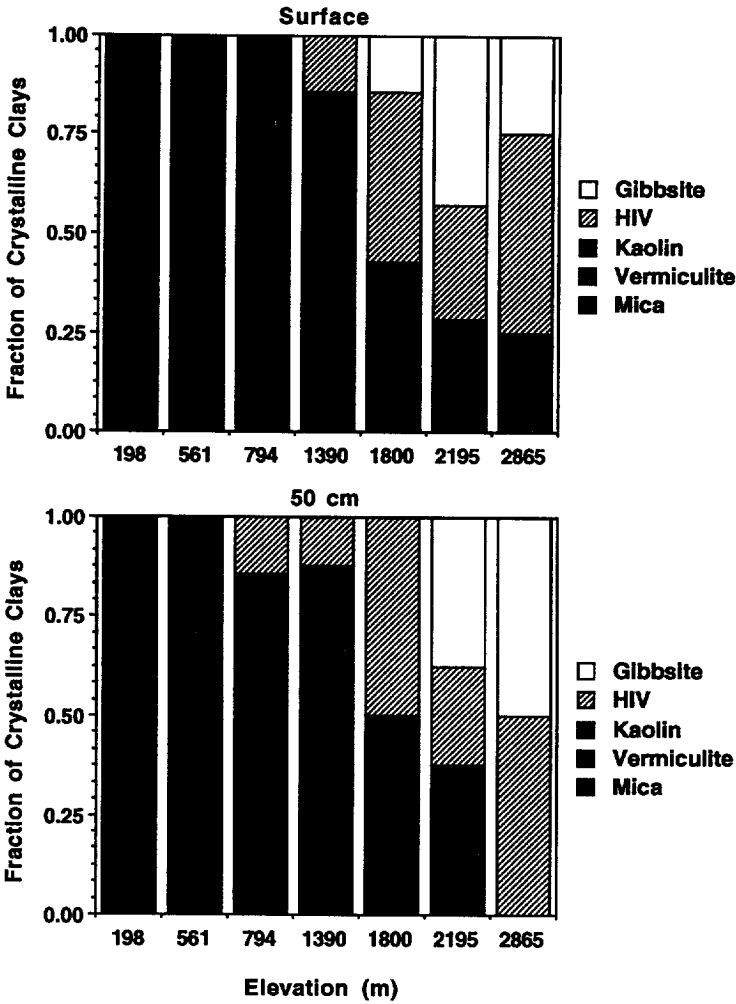 Surface
Fraction of Crystalline Clays
1.00
0.75
0.50
0.25
0.00
198 561 794 1390 1800 2195 2865
Gibbsite
HIV
Kaolin
Vermiculite
Mica
50 cm
Fraction of Crystalline Clays
1.00
0.75
0.50
0.25
0.00
198 561 794 1390 1800 2195 2865
Gibbsite
HIV
Kaolin
Vermiculite
Mica
Elevation (m)